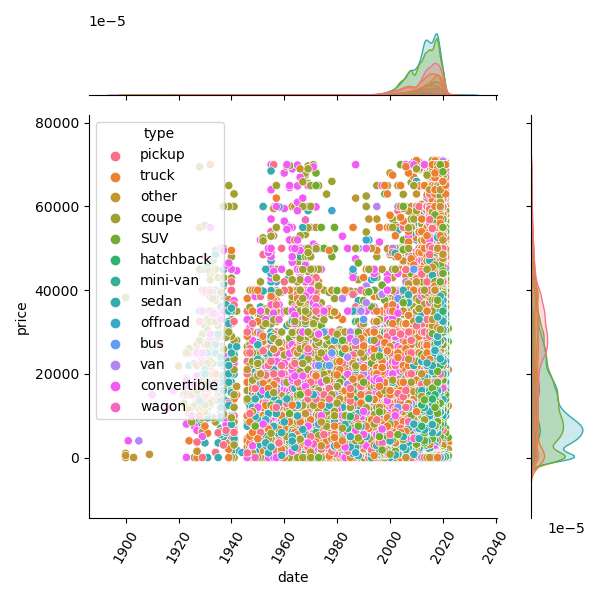 1e−5
80000
60000
40000
20000
0
price
type
pickup
truck
other
coupe
SUV
hatchback
mini-van
sedan
offroad
bus
van
convertible
wagon
1900
1920
1940
1960
1980
2000
2020
2040
date
1e−5